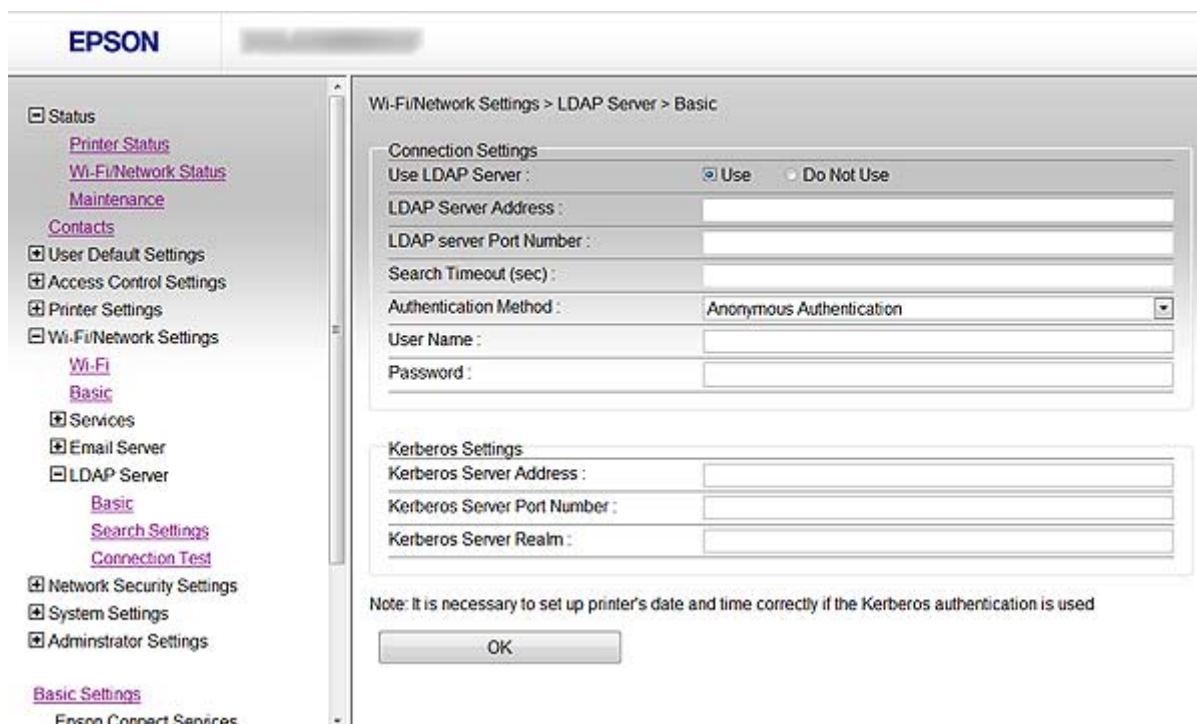 EPSON
Status
Printer Status
Wi-Fi/Network Status
Maintenance
Contacts
User Default Settings
Access Control Settings
Printer Settings
Wi-Fi/Network Settings
Wi-Fi
Basic
Services
Email Server
LDAP Server
Basic
Search Settings
Connection Test
Network Security Settings
System Settings
Adminstrator Settings
Basic Settings
Epson Connect Services
Wi-Fi/Network Settings > LDAP Server > Basic
Connection Settings
Use LDAP Server : Use Do Not Use
LDAP Server Address :
LDAP server Port Number :
Search Timeout (sec) :
Authentication Method : Anonymous Authentication
User Name :
Password :
Kerberos Settings
Kerberos Server Address :
Kerberos Server Port Number :
Kerberos Server Realm :
Note: It is necessary to set up printer's date and time correctly if the Kerberos authentication is used
OK